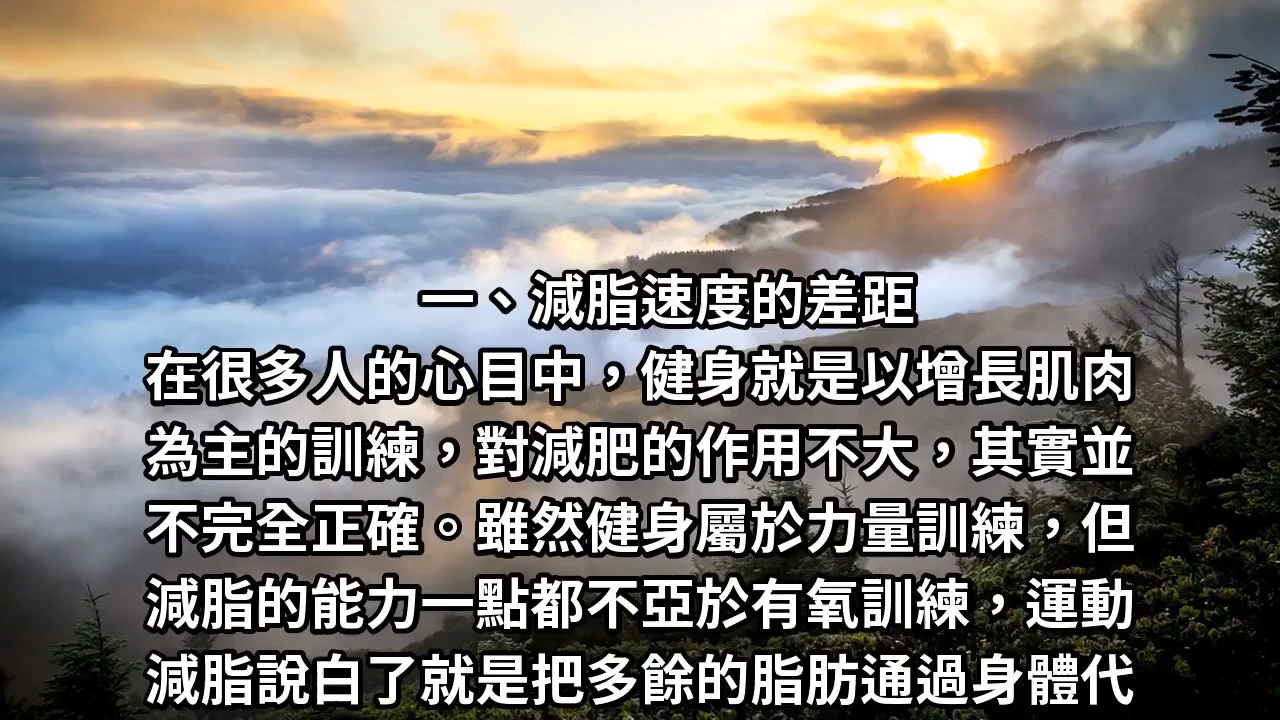 一、減脂速度的差距
在很多人的心目中，健身就是以增長肌肉
為主的訓練，對減肥的作用不大，其實並
不完全正確。雖然健身屬於力量訓練，但
減脂的能力一點都不亞於有氧訓練，運動
減脂說白了就是把多餘的脂肪通過身體代